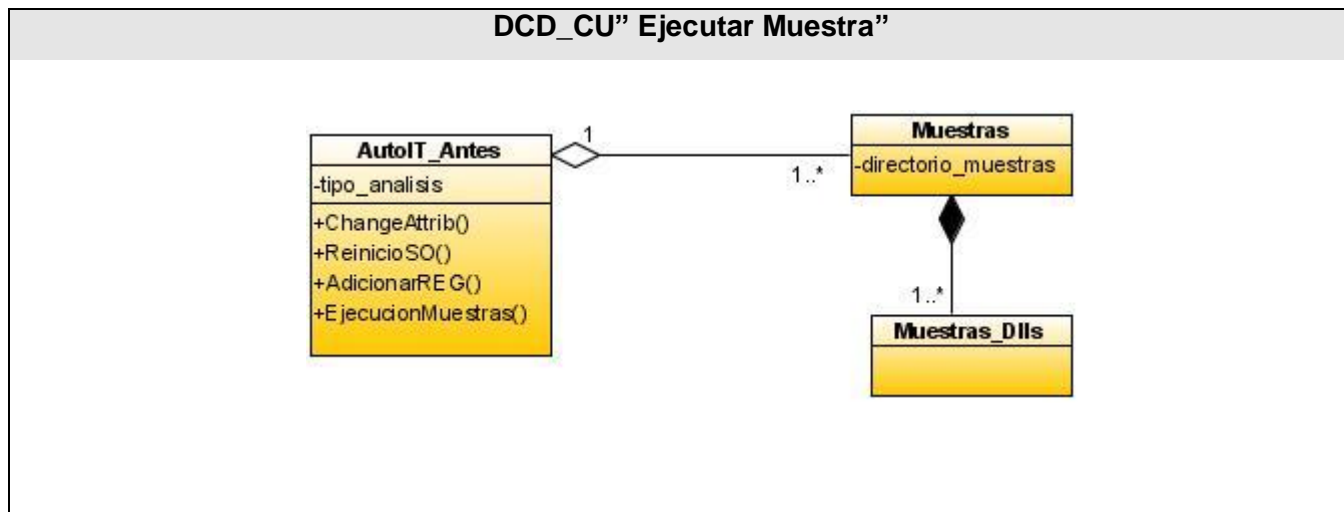 DCD_CU” Ejecutar Muestra”
AutoIT_Antes
-tipo_analisis
+ChangeAttrib()
+ReinicioSO()
+AdicionarREG()
+EjecucionMuestras()
1
1..*
Muestras
-directorio_muestras
1..*
Muestras_Dlls